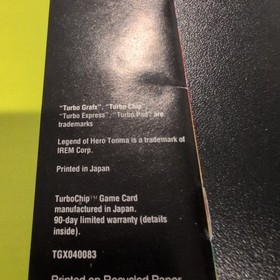 "Turbo Grafx", "Turbo Chip",
"Turbo Express", "Turbo Pad" are
trademarks
Legend of Hero Tonma is a trademark of
IREM Corp.
Printed in Japan
TurboChip™ Game Card
manufactured in Japan.
90-day limited warranty (details
inside).
TGX040083
Printed on Recycled Paper